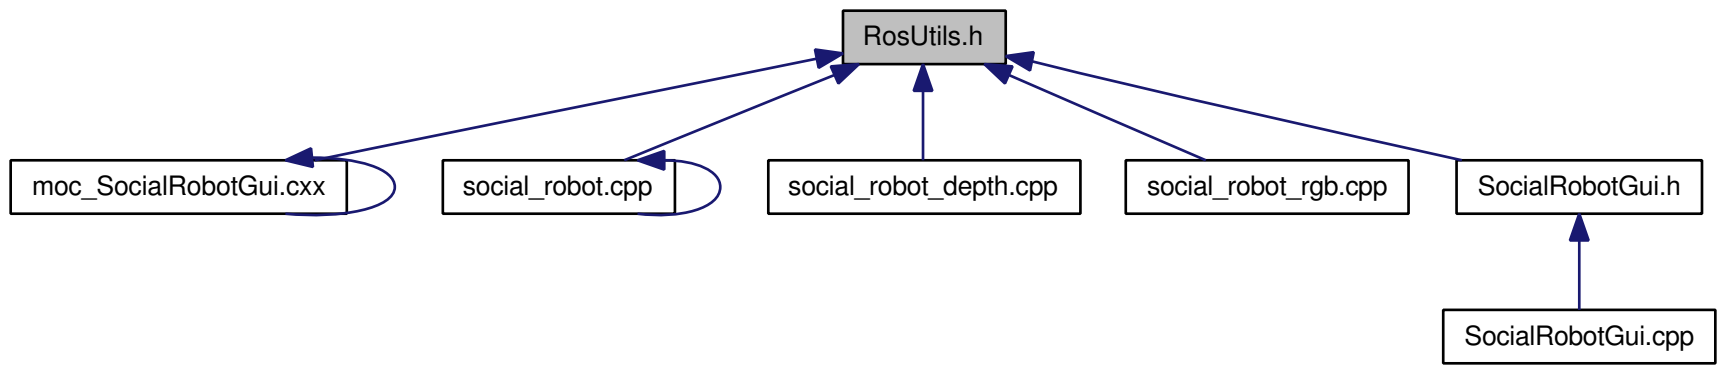 RosUtils.h
moc_SocialRobotGui.cxx
social_robot.cpp
social_robot_depth.cpp
social_robot_rgb.cpp
SocialRobotGui.h
SocialRobotGui.cpp